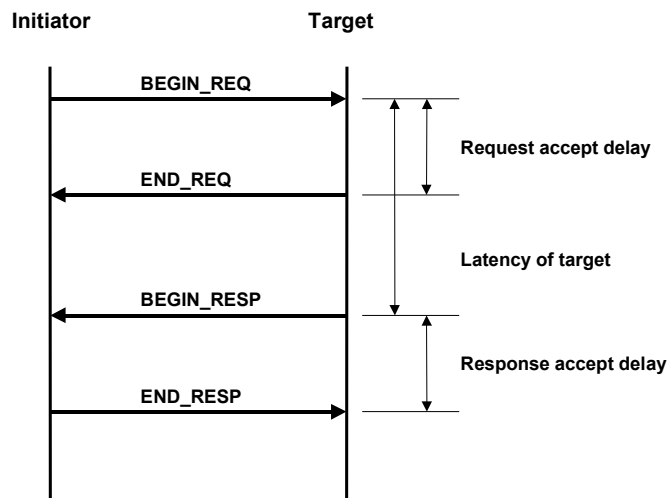 Initiator
Target
BEGIN_REQ
Request accept delay
END_REQ
Latency of target
BEGIN_RESP
Response accept delay
END_RESP